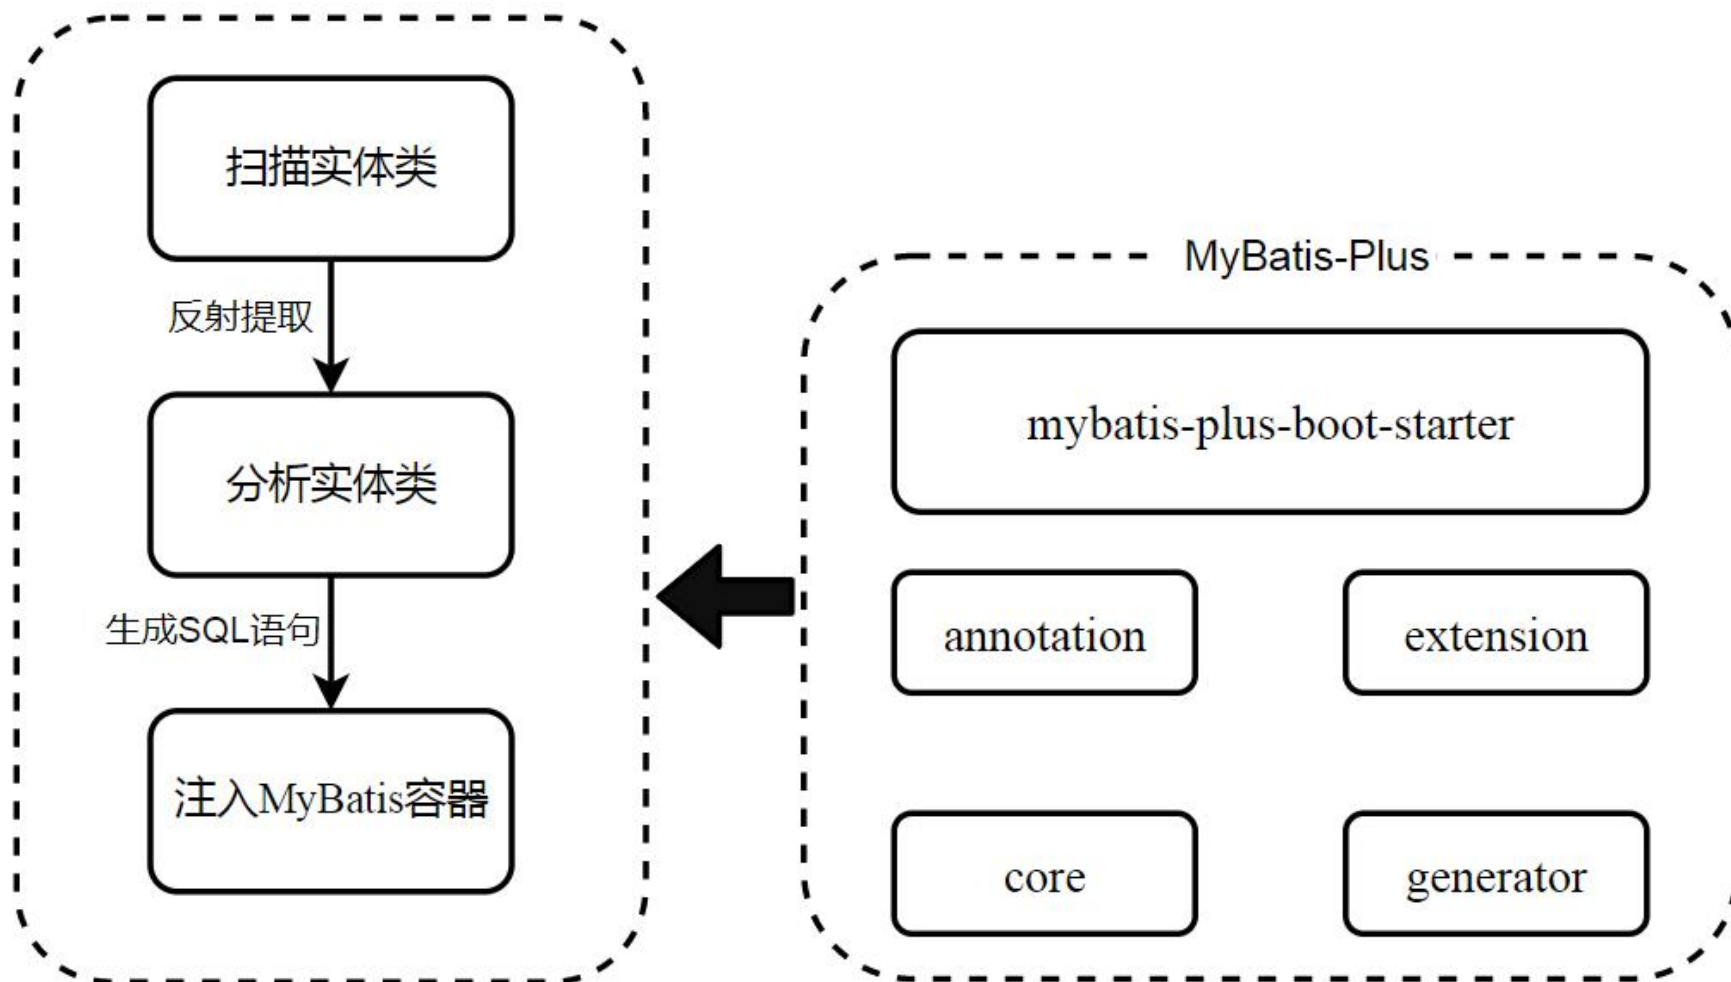 扫描实体类
反射提取
分析实体类
生成SQL语句
注入MyBatis容器
MyBatis-Plus
mybatis-plus-boot-starter
annotation
extension
core
generator